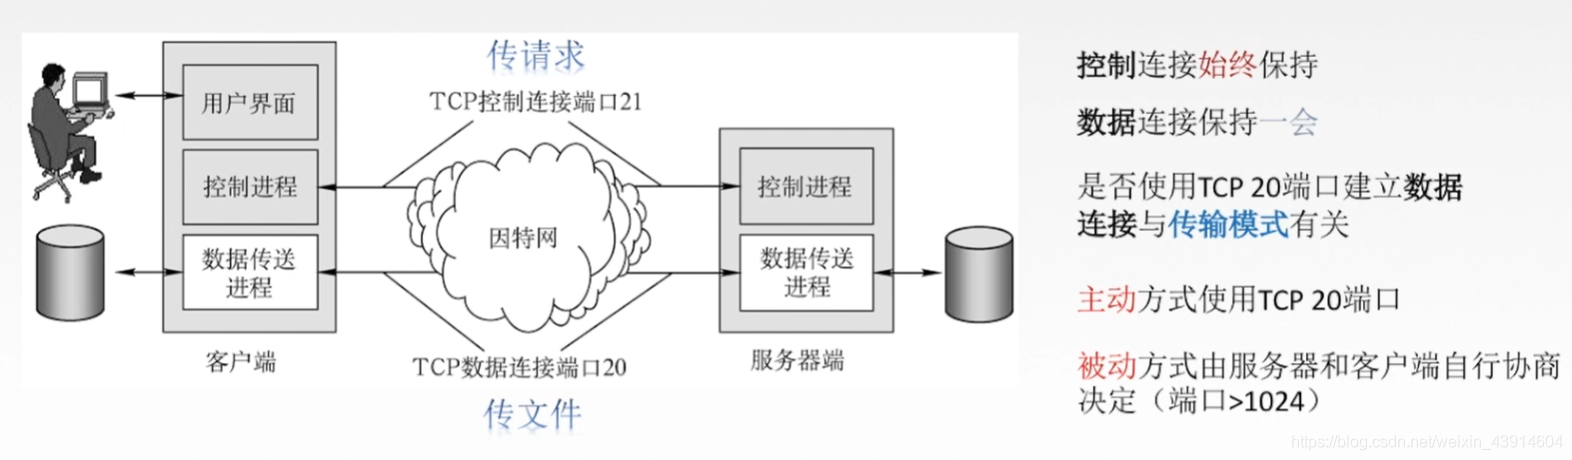 传请求
TCP控制连接端口21
用户界面
控制进程
数据传送
进程
客户端
因特网
控制进程
数据传送
进程
服务器端
TCP数据连接端口20
传文件
控制连接始终保持
数据连接保持一会
是否使用TCP 20端口建立数据
连接与传输模式有关
主动方式使用TCP 20端口
被动方式由服务器和客户端自行协商
决定（端口>1024）
https://blog.csdn.net/weixin_43914604